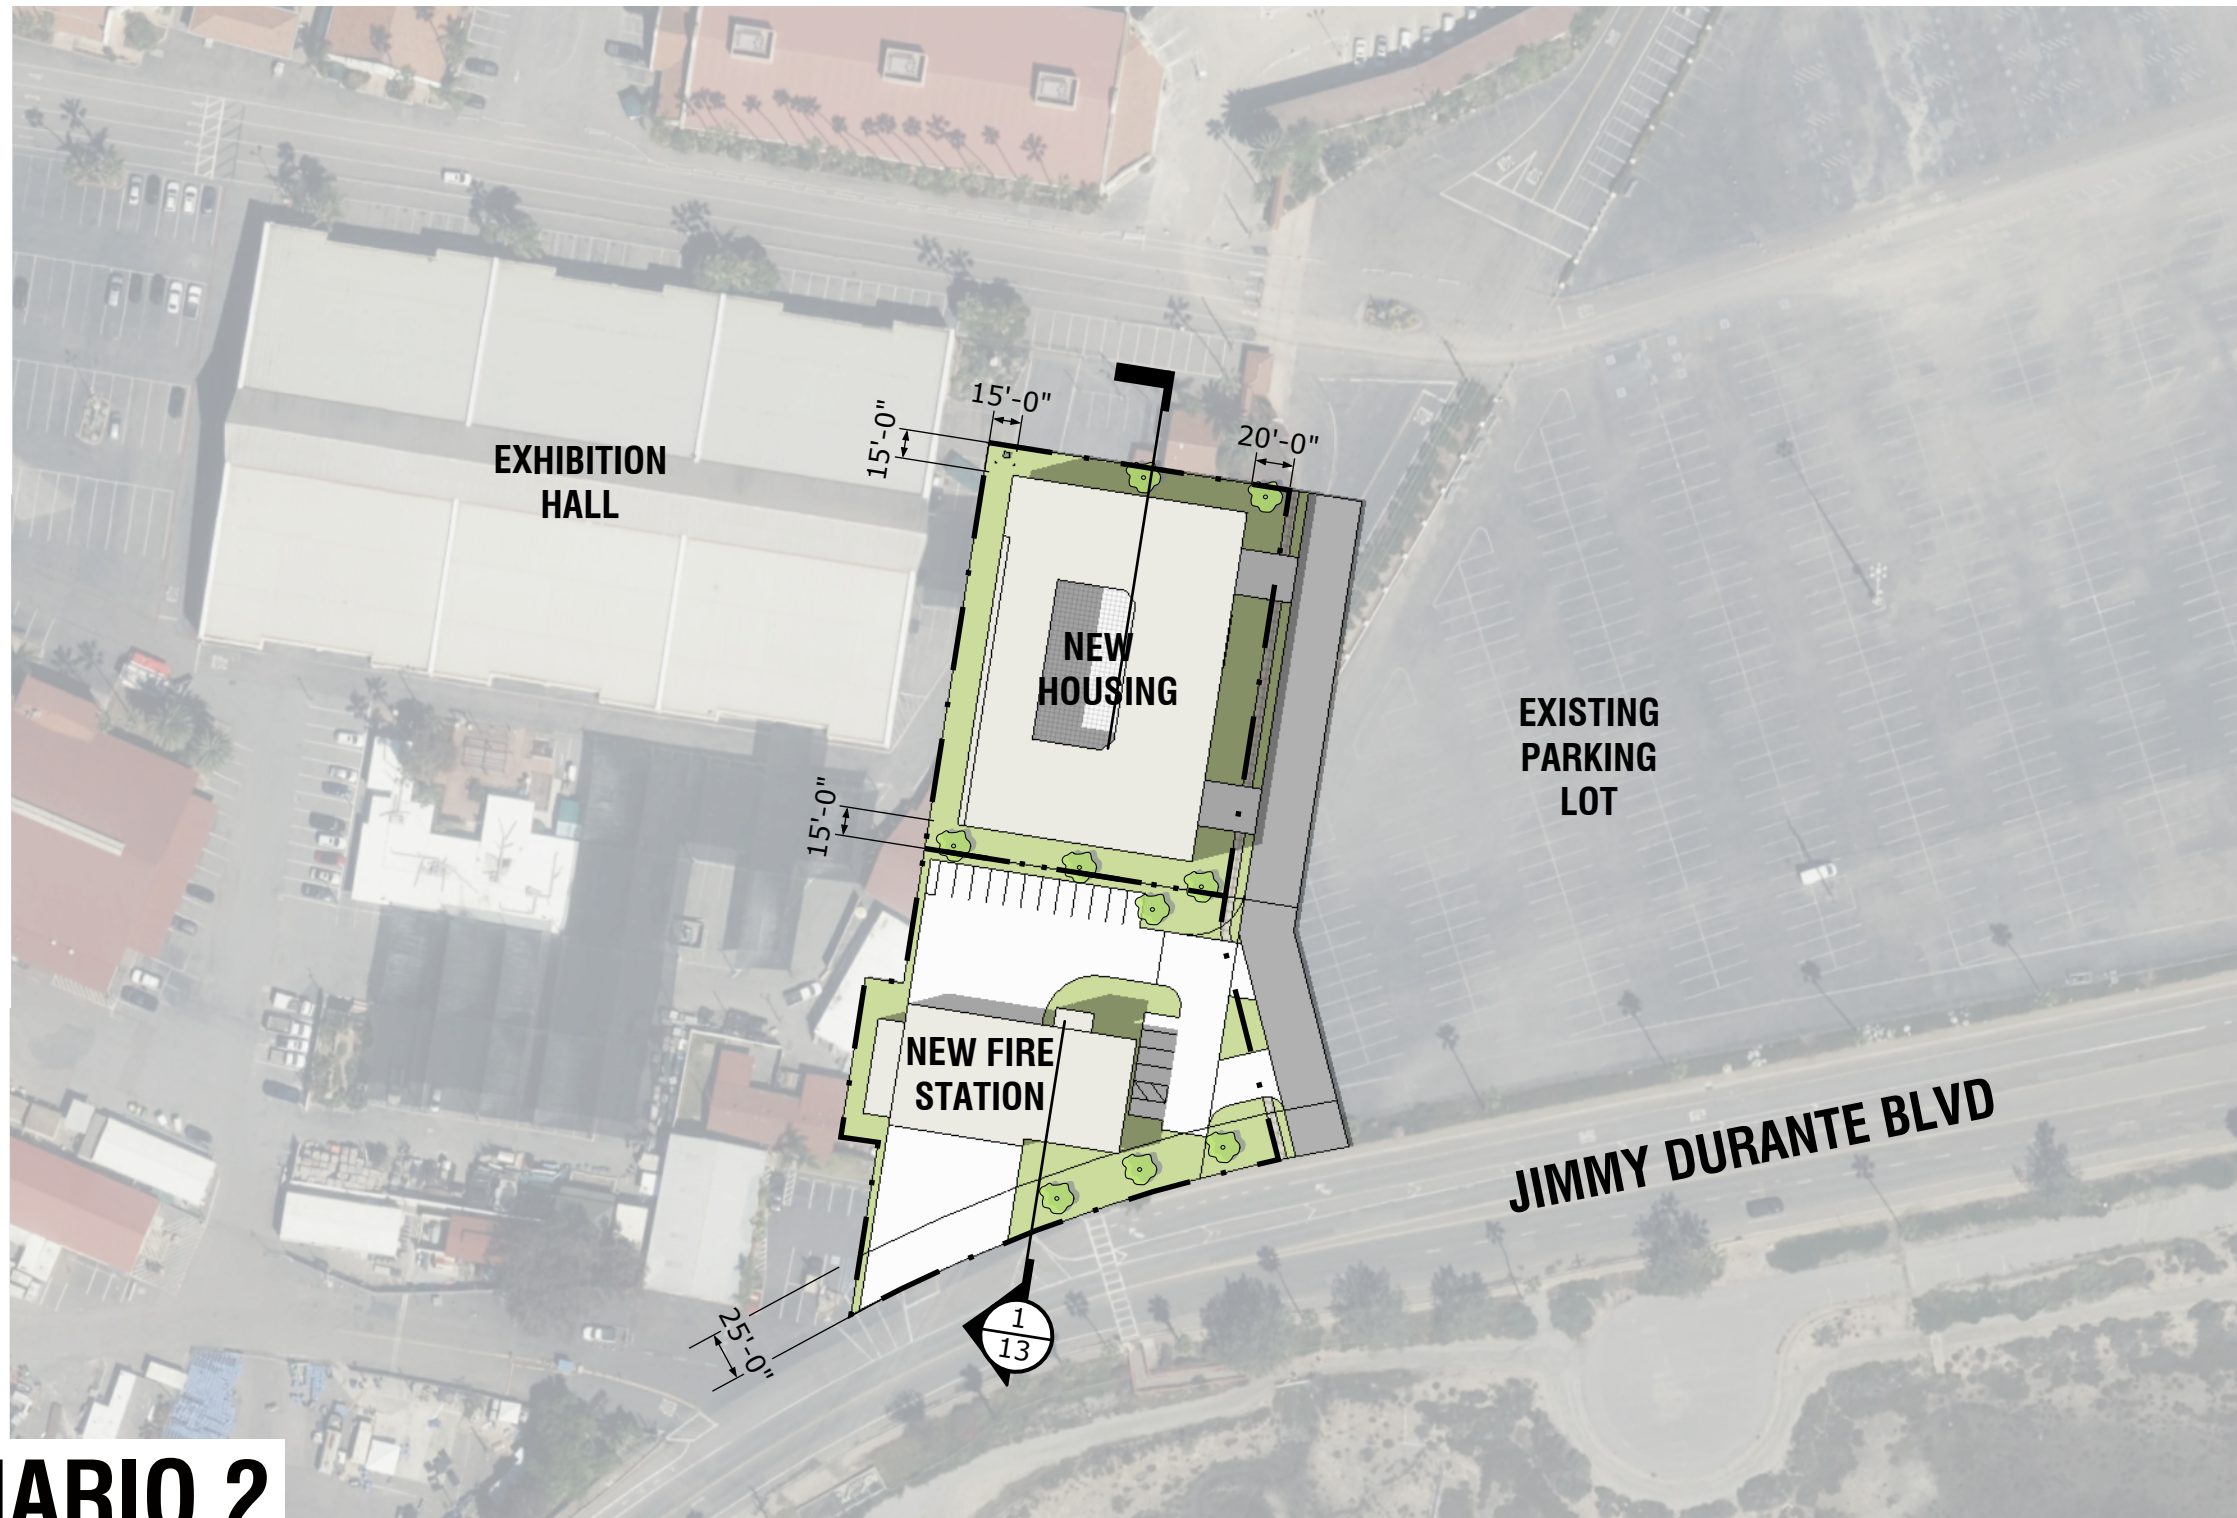 15'-0"
15'-0"
20'-0"
EXHIBITION
HALL
NEW
HOUSING
EXISTING
PARKING
LOT
15'-0"
NEW FIRE
STATION
JIMMY DURANTE BLVD
25'-0"
1
13
NARIO 2